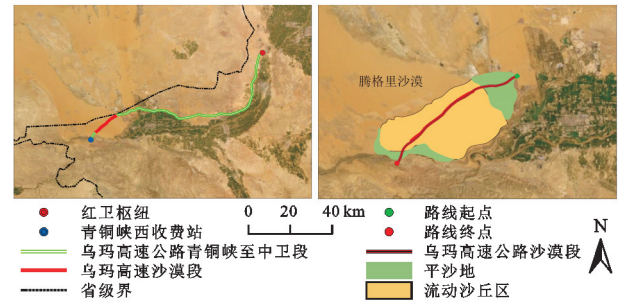 腾格里沙漠
红卫枢纽
青铜峡西收费站
乌玛高速公路青铜峡至中卫段
乌玛高速沙漠段
省级界
0 20 40 km
路线起点
路线终点
乌玛高速公路沙漠段
平沙地
流动沙丘区
N